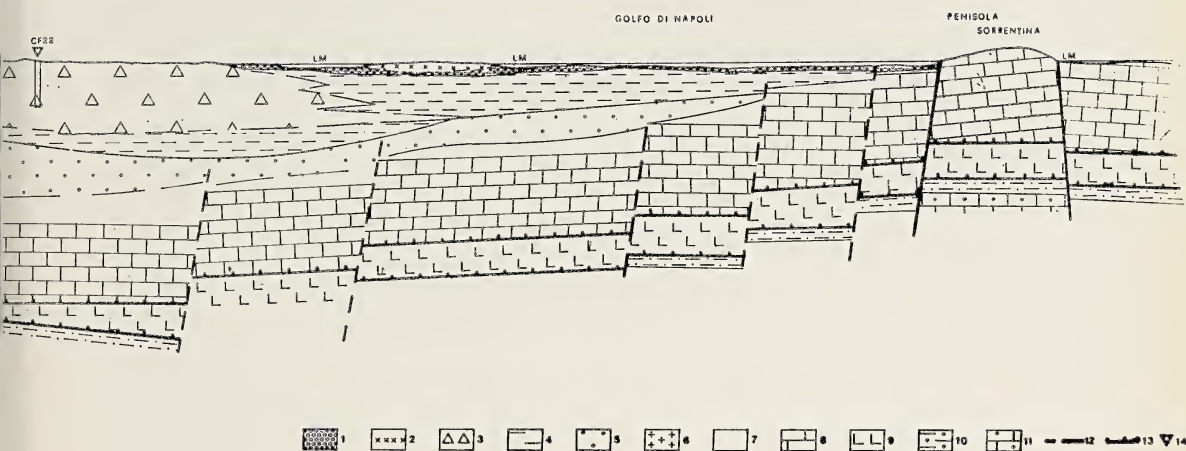 GOLFO DI NAPOLI
PENISOLA
SORRENTINA
CF22
LM
LM
LM
1 2 3 4 5 6 7 8 9 10 11 12 13 14